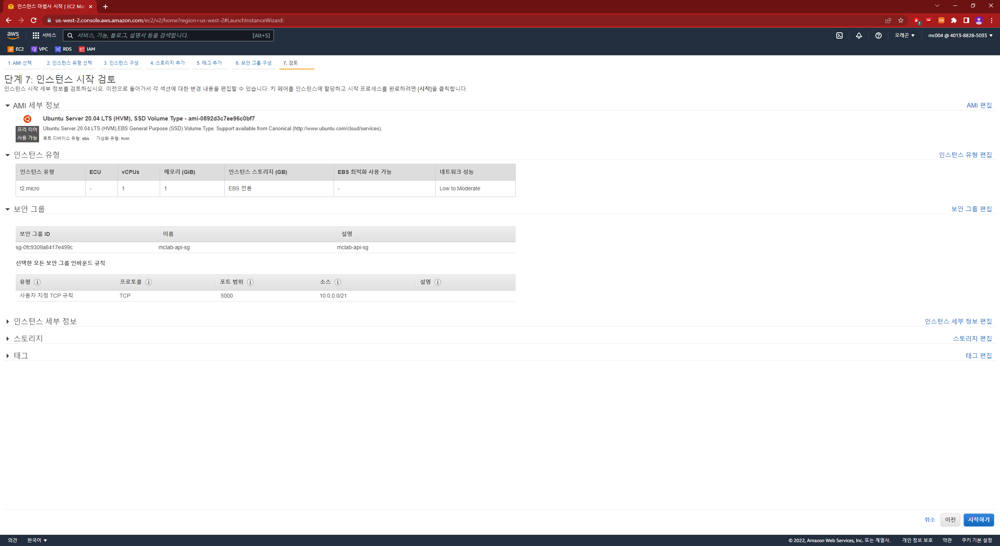 인스턴스 마법사 시작 | EC2 Mar
us-west-2.console.aws.amazon.com/ec2/v2/home?region=us-west-2#LaunchInstanceWizard:
1
EX
aws
서비스
서비스, 기능, 블로그, 설명서 등을 검색합니다.
[Alt+S]
오레곤
mc004 @ 4013-8828-5035
EC2
VPC
RDS
IAM
1. AMI 선택
2. 인스턴스 유형 선택
3. 인스턴스 구성
4. 스토리지 추가
5. 태그 추가
6. 보안 그룹 구성
7. 검토
단계 7: 인스턴스 시작 검토
인스턴스 시작 세부 정보를 검토하십시오. 이전으로 돌아가서 각 섹션에 대한 변경 내용을 편집할 수 있습니다. 키 페어를 인스턴스에 할당하고 시작 프로세스를 완료하려면 [시작]을 클릭합니다.
AMI 세부 정보
AMI 편집
Ubuntu Server 20.04 LTS (HVM), SSD Volume Type - ami-0892d3c7ee96c0bf7
프리 티어
사용 가능
Ubuntu Server 20.04 LTS (HVM),EBS General Purpose (SSD) Volume Type. Support available from Canonical (http://www.ubuntu.com/cloud/services).
루트 디바이스 유형: ebs 가상화 유형: hvm
인스턴스 유형
인스턴스 유형 편집
인스턴스 유형 ECU vCPUs 메모리 (GiB) 인스턴스 스토리지 (GB) EBS 최적화 사용 가능 네트워크 성능
t2.micro - 1 1 EBS 전용 - Low to Moderate
보안 그룹
보안 그룹 편집
보안 그룹 ID 이름 설명
sg-0fc9309a8417e499c mclab-api-sg mclab-api-sg
선택한 모든 보안 그룹 인바운드 규칙
유형 i 프로토콜 i 포트 범위 i 소스 i 설명 i
사용자 지정 TCP 규칙 TCP 5000 10.0.0.0/21
인스턴스 세부 정보
인스턴스 세부 정보 편집
스토리지
스토리지 편집
태그
태그 편집
취소
이전
시작하기
의견
한국어
© 2022, Amazon Web Services, Inc. 또는 계열사.
개인 정보 보호
약관
쿠키 기본 설정